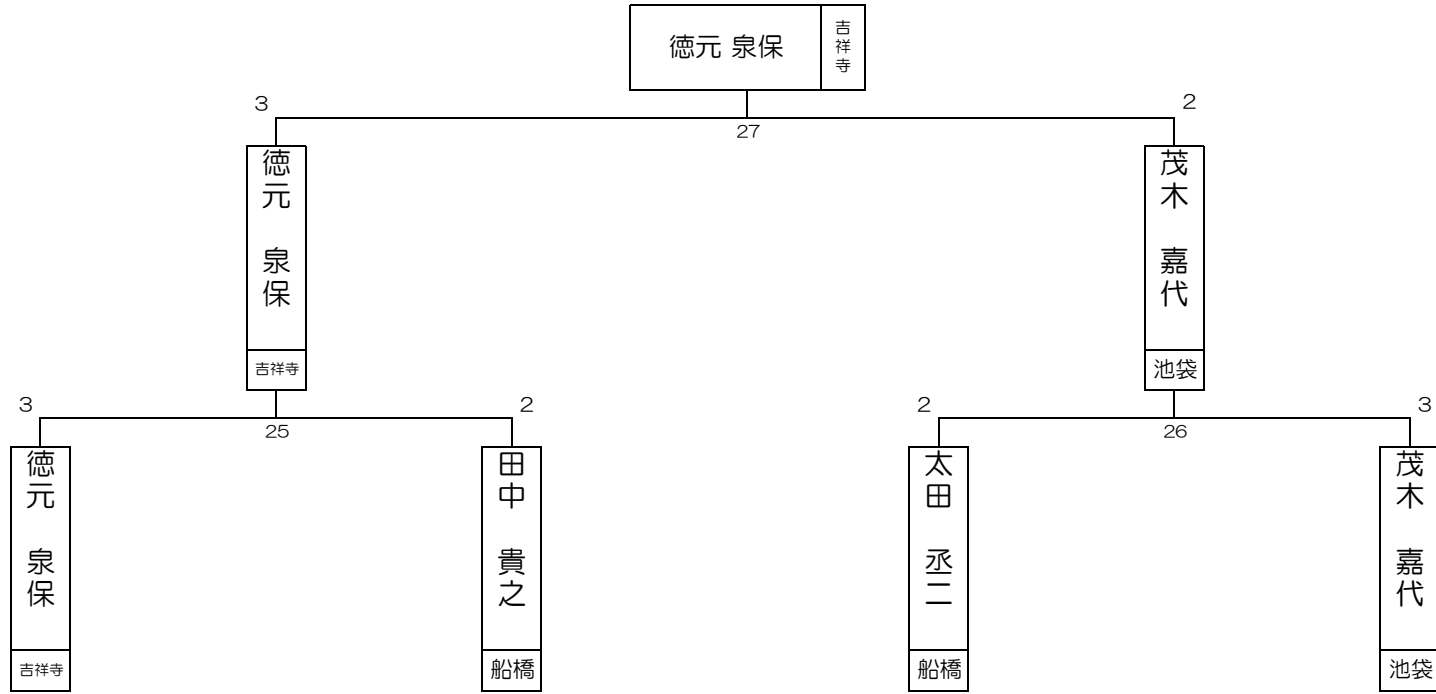 徳元 泉保
吉祥寺
3
2
27
徳元 泉保
吉祥寺
茂木 嘉代
池袋
3
2
25
2
3
26
徳元 泉保
吉祥寺
田中 貴之
船橋
太田 丞二
船橋
茂木 嘉代
池袋